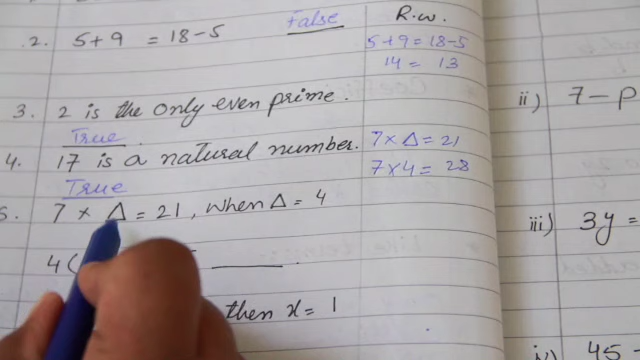 R.W.
2. 5+9 = 18-5 False
5+9=18-5
14 = 13
3. 2 is the only even prime.
True
4. 17 is a natural number.
True
7 × Δ = 21
7×4 = 28
5. 7 × Δ = 21, when Δ = 4
4(
then x = 1
ii) 7 - p
iii) 3y =
iv) 45 -